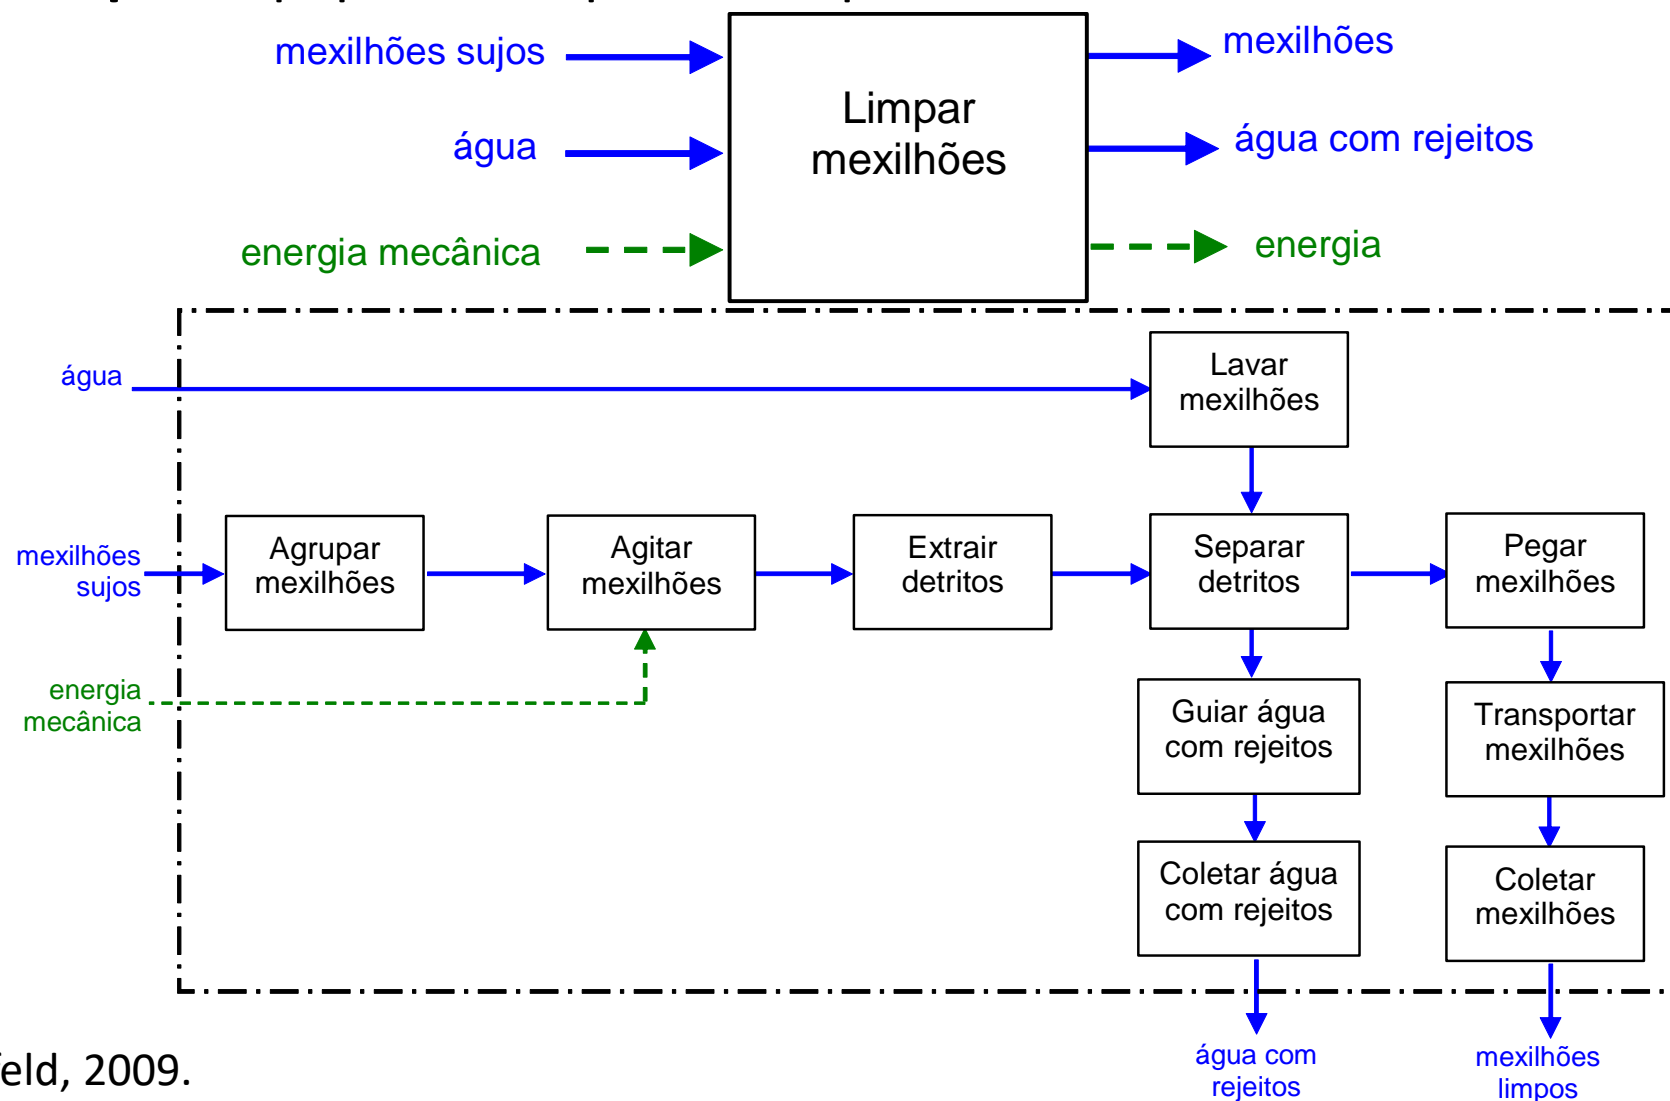 mexilhões sujos
mexilhões
Limpar
mexilhões
água
água com rejeitos
energia mecânica
energia
água
Lavar
mexilhões
mexilhões
sujos
Agrupar
mexilhões
Agitar
mexilhões
Extrair
detritos
Separar
detritos
Pegar
mexilhões
energia
mecânica
Guiar água
com rejeitos
Transportar
mexilhões
Coletar água
com rejeitos
Coletar
mexilhões
água com
rejeitos
mexilhões
limpos
eld, 2009.